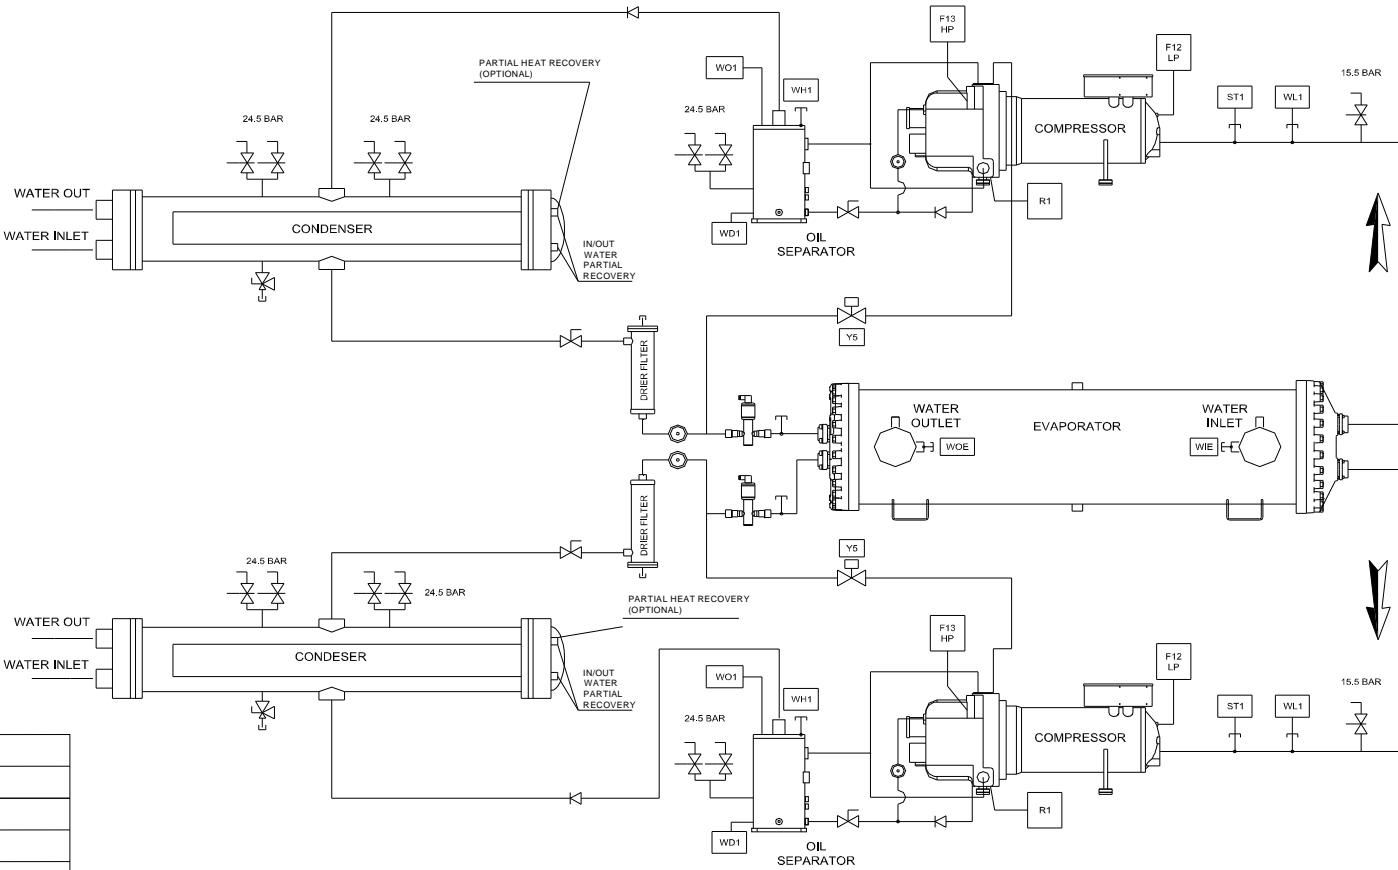 F13
HP
F12
LP
WO1
PARTIAL HEAT RECOVERY
(OPTIONAL)
WH1
15.5 BAR
ST1
WL1
24.5 BAR
24.5 BAR
24.5 BAR
COMPRESSOR
WATER OUT
R1
CONDENSER
WATER INLET
WD1
OIL
SEPARATOR
IN/OUT
WATER
PARTIAL
RECOVERY
Y5
DRIER FILTER
WATER
OUTLET
WATER
INLET
EVAPORATOR
WOE
WIE
DRIER FILTER
Y5
24.5 BAR
24.5 BAR
PARTIAL HEAT RECOVERY
(OPTIONAL)
WATER OUT
F13
HP
F12
LP
CONDESER
WATER INLET
IN/OUT
WATER
PARTIAL
RECOVERY
WO1
WH1
15.5 BAR
ST1
WL1
24.5 BAR
COMPRESSOR
R1
WD1
OIL
SEPARATOR